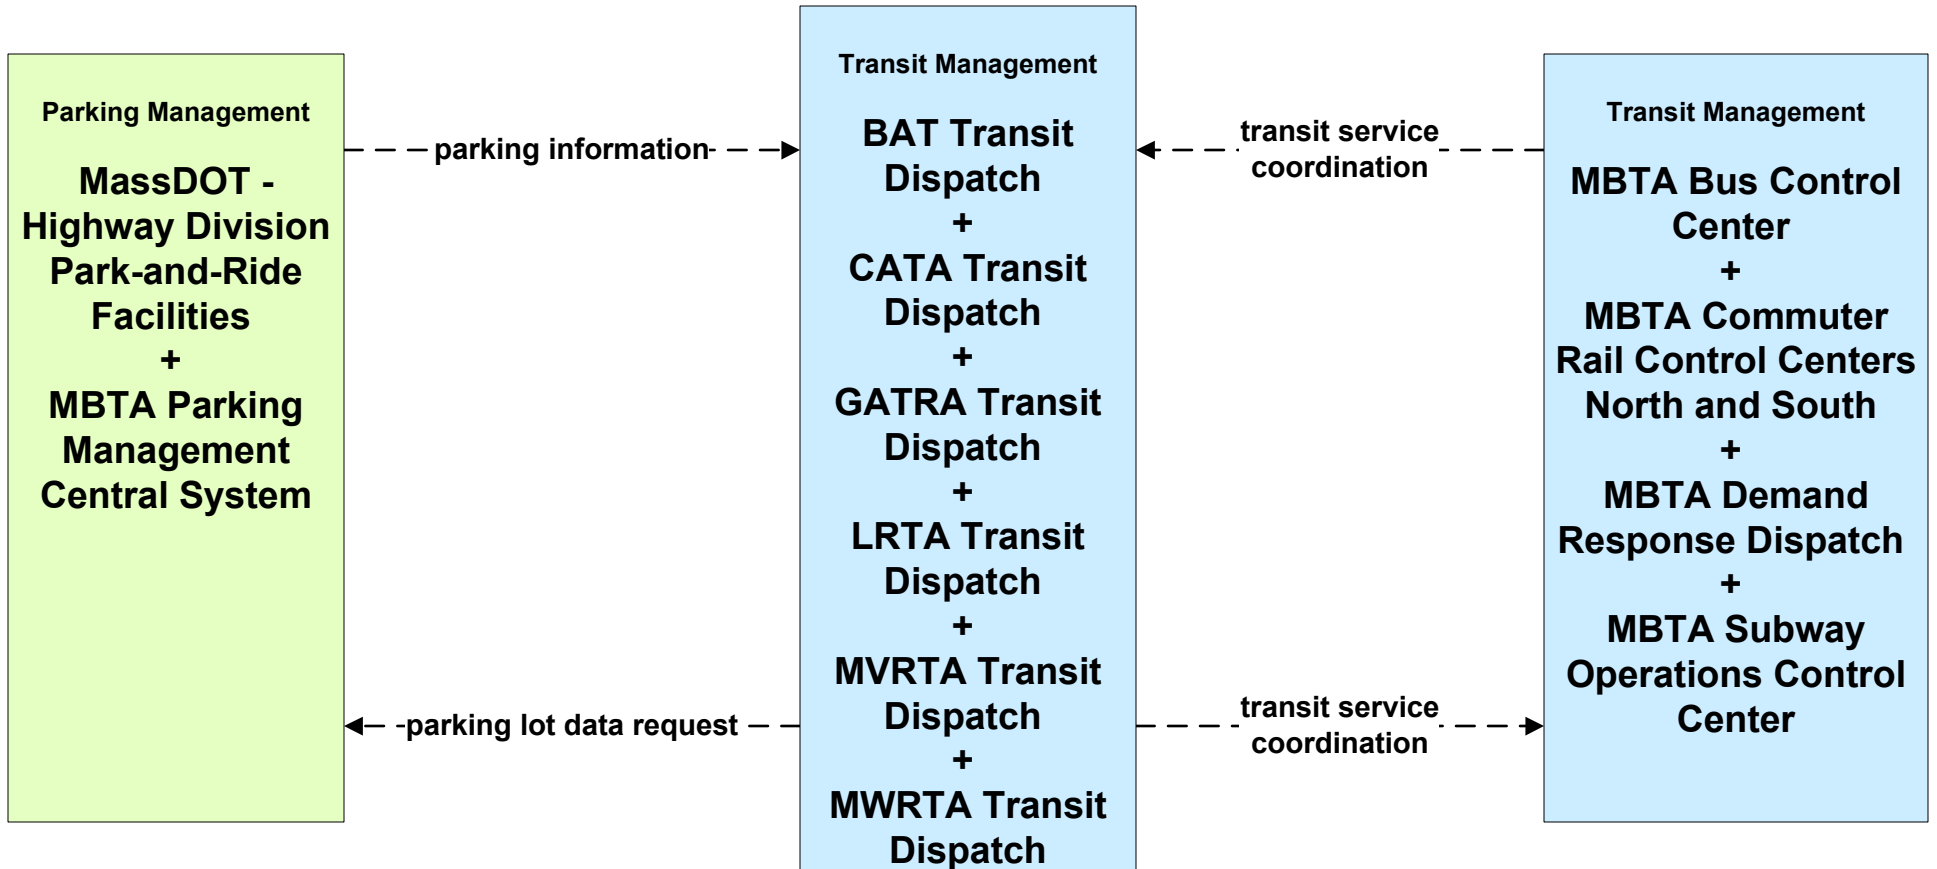 Parking Management
MassDOT -
Highway Division
Park-and-Ride
Facilities
+
MBTA Parking
Management
Central System
parking information
parking lot data request
Transit Management
BAT Transit
Dispatch
+
CATA Transit
Dispatch
+
GATRA Transit
Dispatch
+
LRTA Transit
Dispatch
+
MVRTA Transit
Dispatch
+
MWRTA Transit
Dispatch
transit service
coordination
transit service
coordination
Transit Management
MBTA Bus Control
Center
+
MBTA Commuter
Rail Control Centers
North and South
+
MBTA Demand
Response Dispatch
+
MBTA Subway
Operations Control
Center